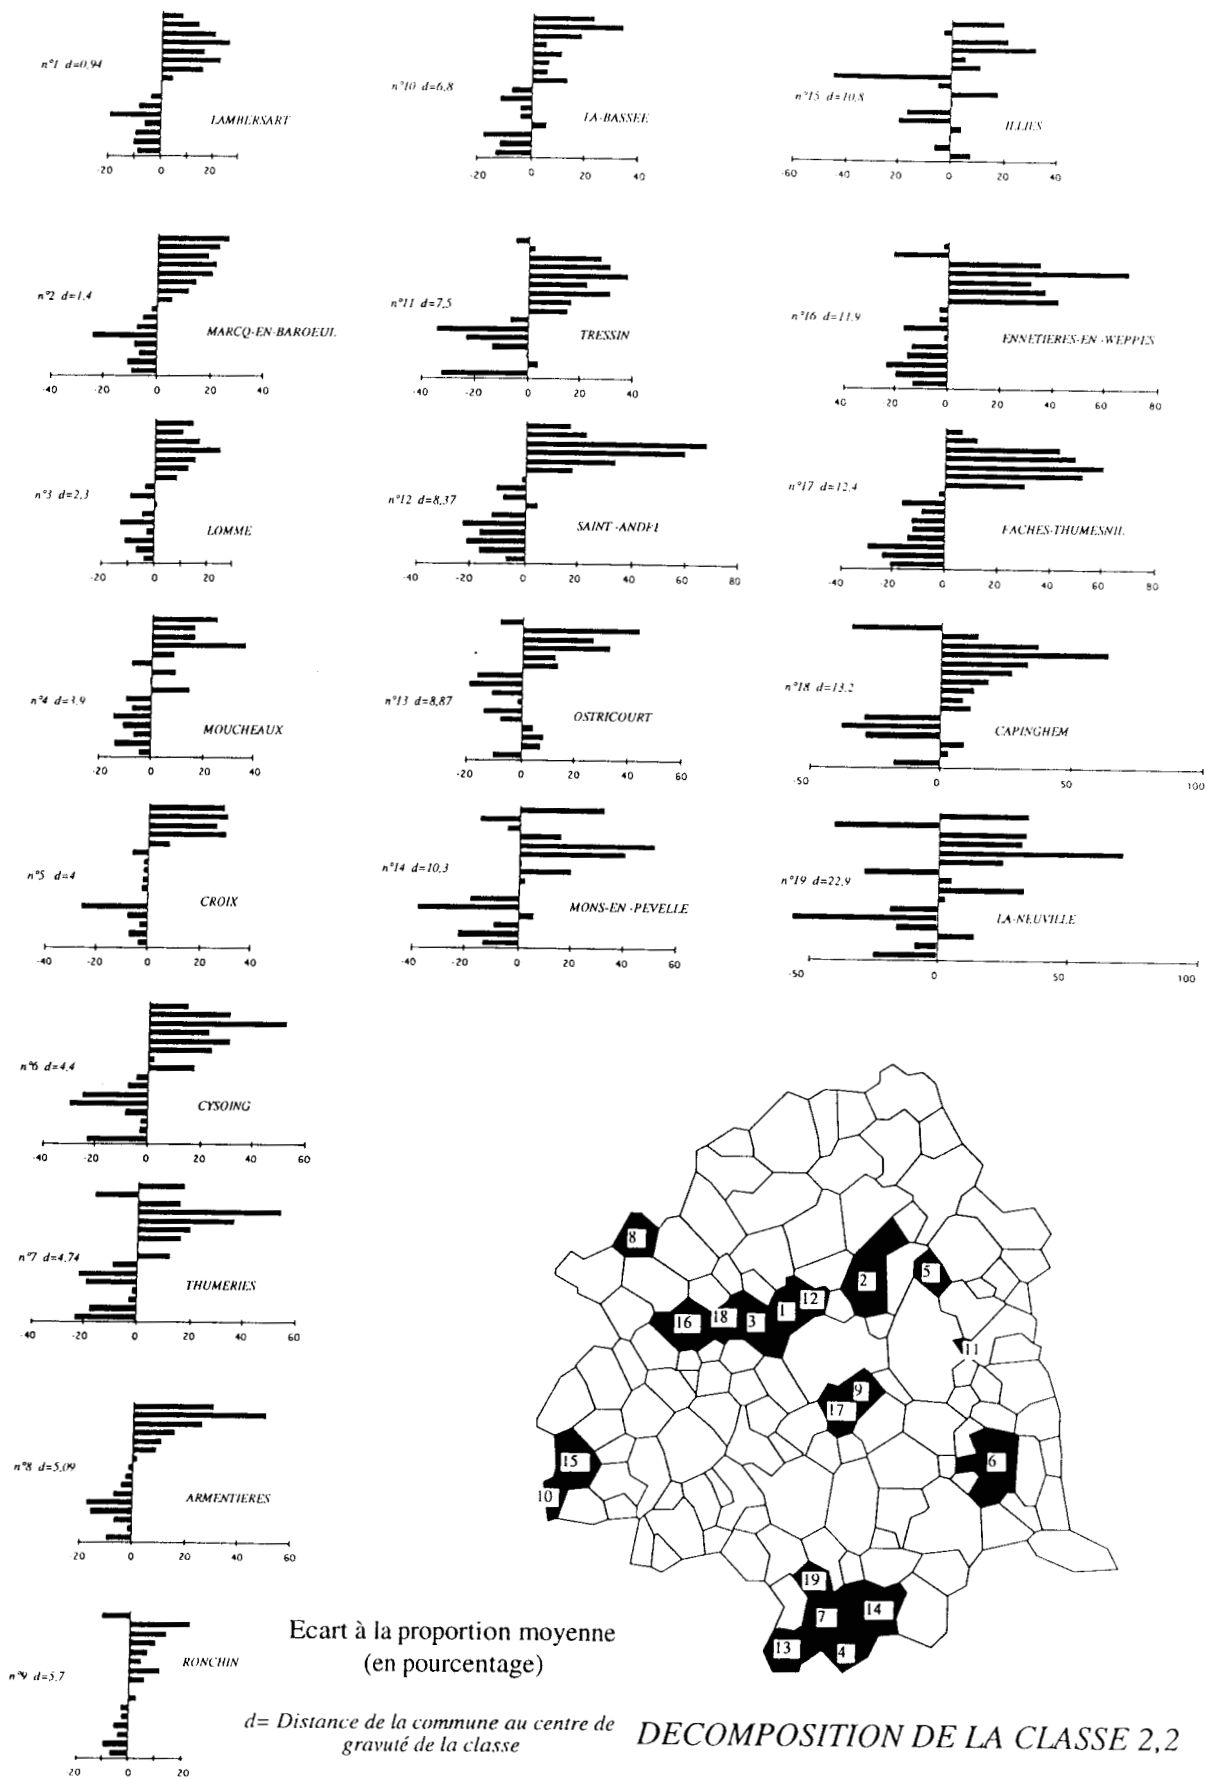 n°1 d=0,94
LAMBERSART
-20 0 20
n°10 d=6,8
LA-BASSEE
-20 0 20 40
n°15 d=10,8
ILLIES
-60 -40 -20 0 20 40
n°2 d=1,4
MARCQ-EN-BAROEUL
-40 -20 0 20 40
n°11 d=7,5
TRESSIN
-40 -20 0 20 40
n°16 d=11,9
ENNETIERES-EN-WEPPES
40 -20 0 20 40 60 80
n°3 d=2,3
LOMME
-20 0 20
n°12 d=8,37
SAINT-ANDRE
-40 -20 0 20 40 60 80
n°17 d=12,4
FACHES-THUMESNIL
-40 -20 0 20 40 60 80
n°4 d=3,9
MOUCHEAUX
-20 0 20 40
n°13 d=8,87
OSTRICOURT
-20 0 20 40 60
n°18 d=13,2
CAPINGHEM
-50 0 50 100
n°5 d=4
CROIX
-40 -20 0 20 40
n°14 d=10,3
MONS-EN-PEVELLE
-40 -20 0 20 40 60
n°19 d=22,9
LA-NEUVILLE
-50 0 50 100
n°6 d=4,4
CYSOING
-40 -20 0 20 40 60
n°7 d=4,74
THUMERIES
-40 -20 0 20 40 60
n°8 d=5,09
ARMENTIERES
20 0 20 40 60
n°9 d=5,7
RONCHIN
-20 0 20
8
2
5
12
1
16
18
3
11
9
17
15
6
10
19
7
14
13
4
Ecart à la proportion moyenne
(en pourcentage)
d= Distance de la commune au centre de
gravuté de la classe
DECOMPOSITION DE LA CLASSE 2,2